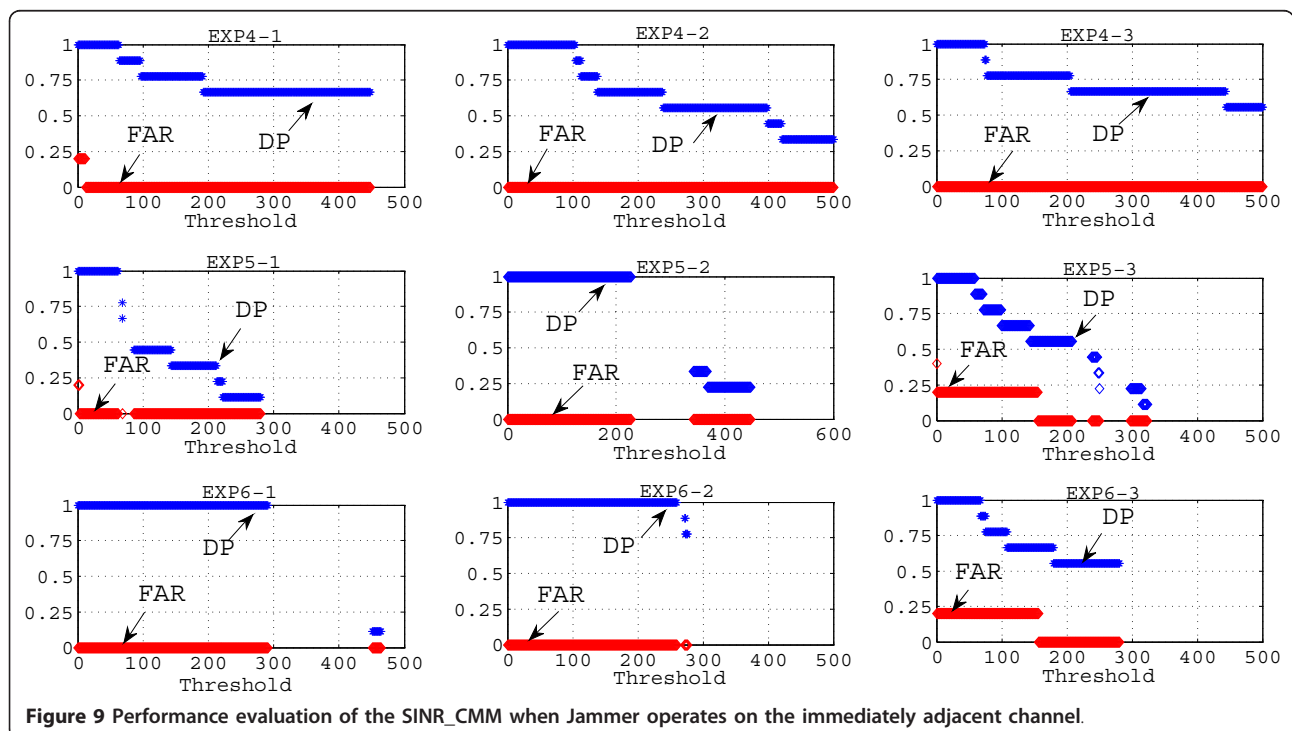 EXP4-1
1
0.75
0.5
0.25
0
FAR
DP
0 100 200 300 400 500
Threshold
EXP4-2
1
0.75
0.5
0.25
0
FAR
DP
0 100 200 300 400 500
Threshold
EXP4-3
1
0.75
0.5
0.25
0
FAR
DP
0 100 200 300 400 500
Threshold
EXP5-1
1
0.75
0.5
0.25
0
DP
FAR
0 100 200 300 400 500
Threshold
EXP5-2
1
0.75
0.5
0.25
0
DP
FAR
0 200 400 600
Threshold
EXP5-3
1
0.75
0.5
0.25
0
DP
FAR
0 100 200 300 400 500
Threshold
EXP6-1
1
0.75
0.5
0.25
0
DP
FAR
0 100 200 300 400 500
Threshold
EXP6-2
1
0.75
0.5
0.25
0
DP
FAR
0 100 200 300 400 500
Threshold
EXP6-3
1
0.75
0.5
0.25
0
DP
FAR
0 100 200 300 400 500
Threshold
Figure 9 Performance evaluation of the SINR_CMM when Jammer operates on the immediately adjacent channel.